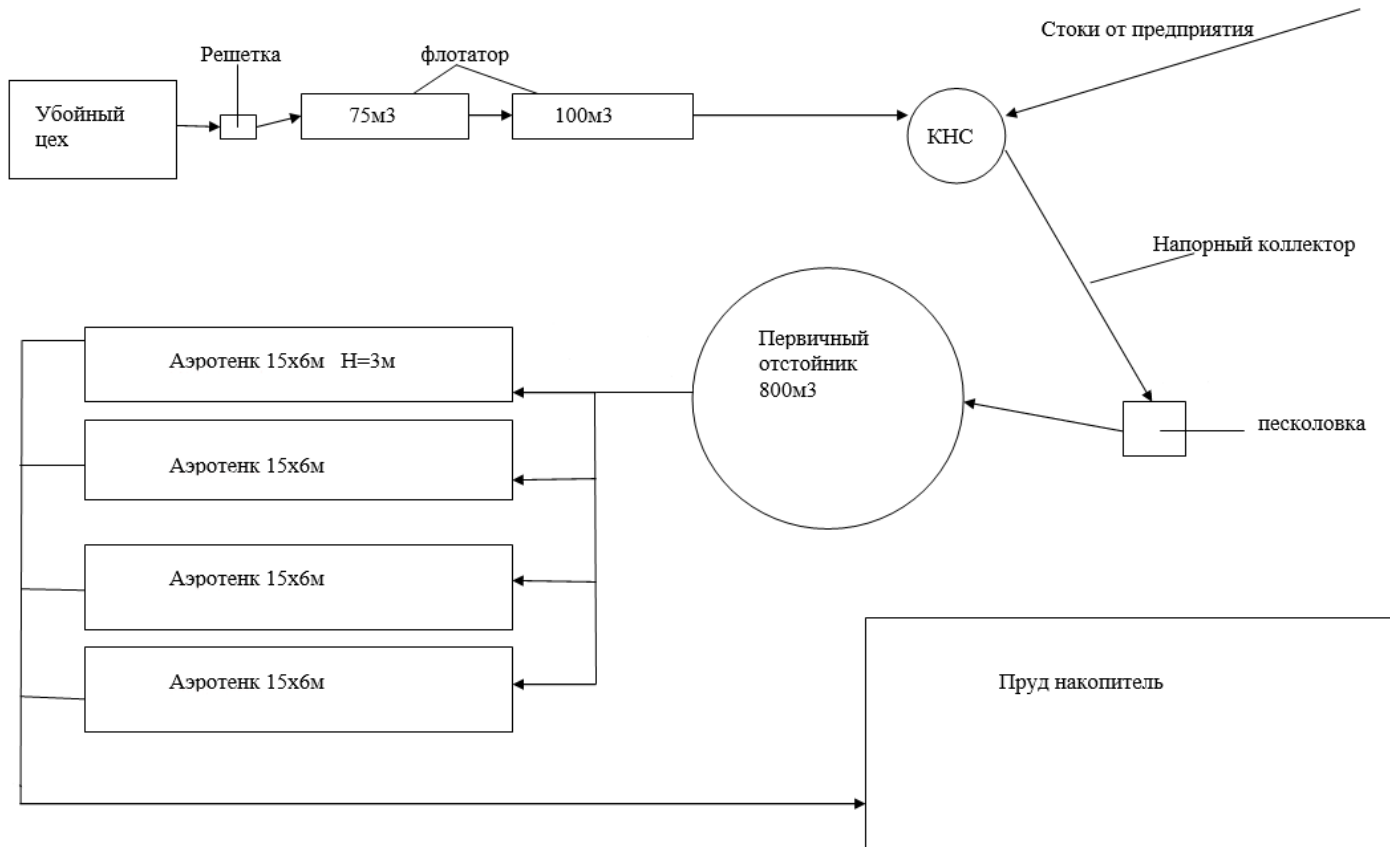 Стоки от предприятия
Решетка
флотатор
Убойный
цех
75м3
100м3
КНС
Напорный коллектор
Аэротенк 15х6м Н=3м
Первичный
отстойник
800м3
песколовка
Аэротенк 15х6м
Аэротенк 15х6м
Аэротенк 15х6м
Пруд накопитель